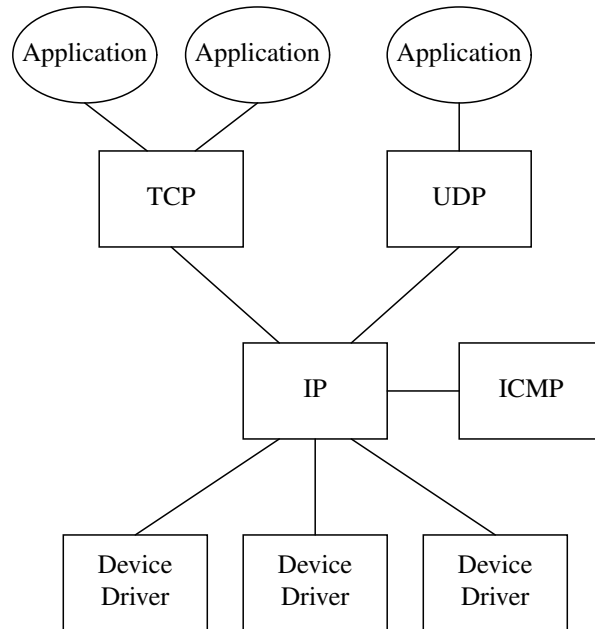 Application
Application
Application
TCP
UDP
IP
ICMP
Device
Driver
Device
Driver
Device
Driver